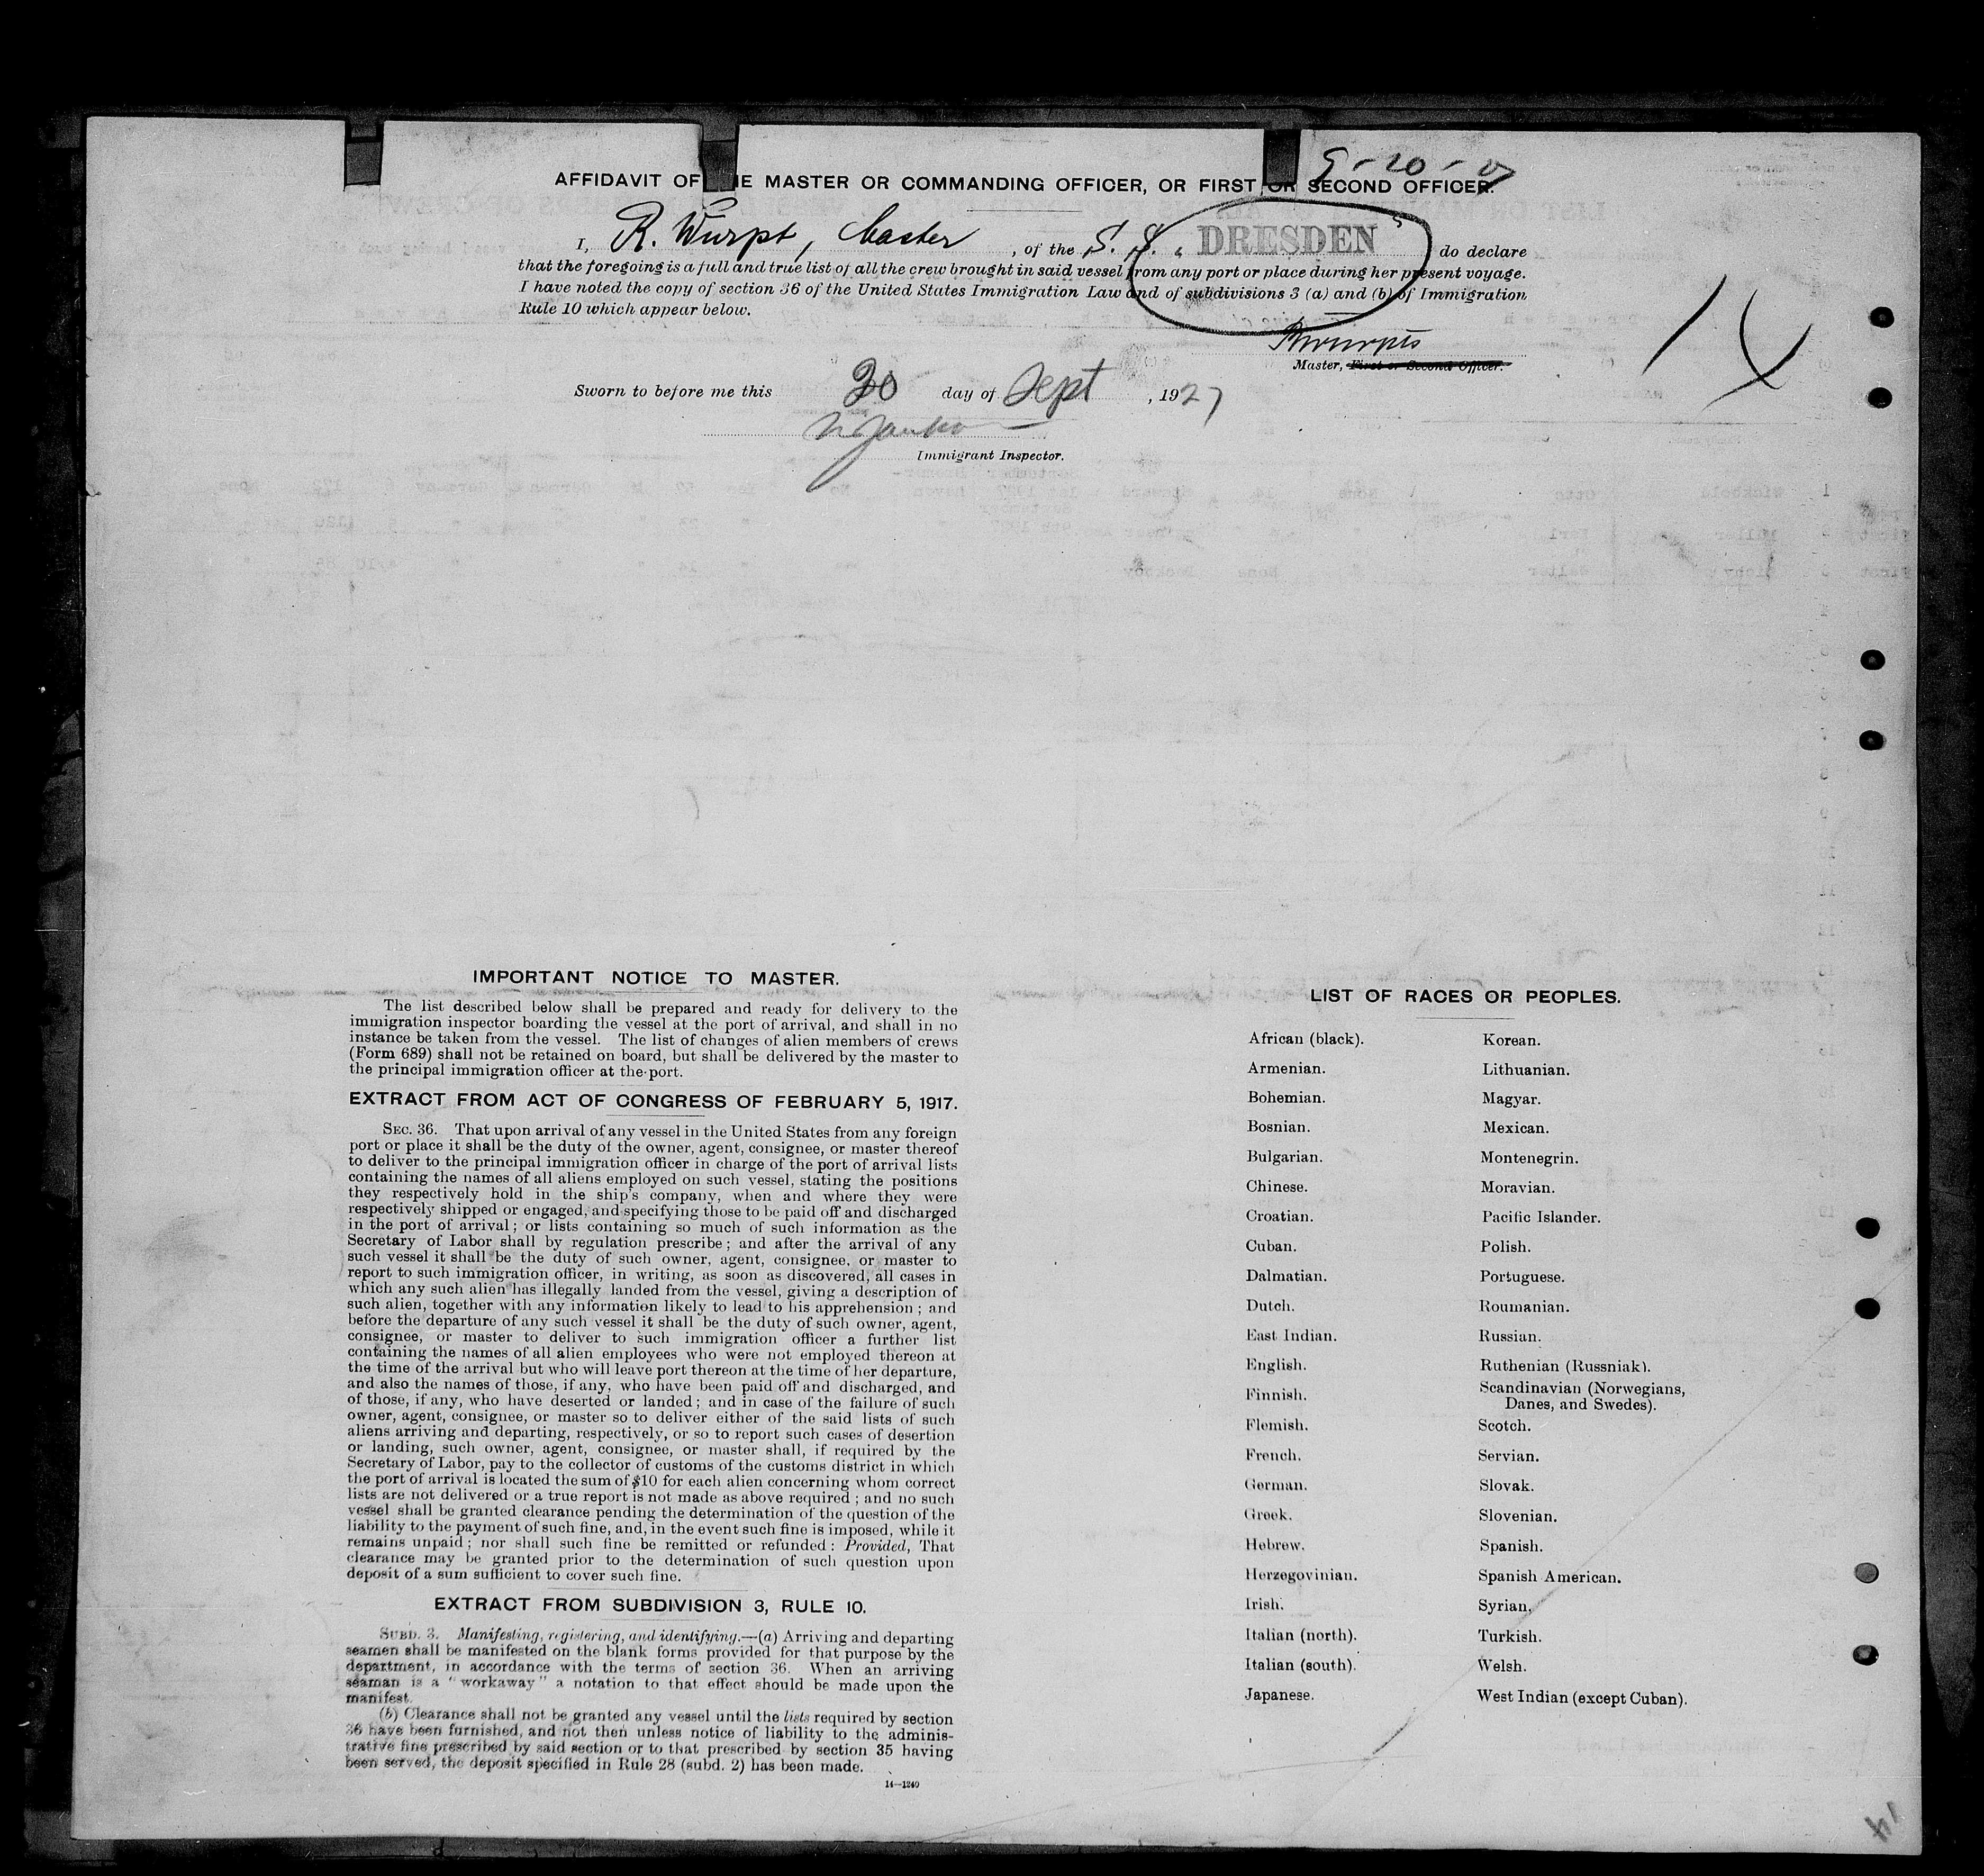 9-20-27
AFFIDAVIT OF THE MASTER OR COMMANDING OFFICER, OR FIRST OR SECOND OFFICER.
I, R. Wurpt, Master, of the S. S. "DRESDEN" do declare
that the foregoing is a full and true list of all the crew brought in said vessel from any port or place during her present voyage.
I have noted the copy of section 36 of the United States Immigration Law and of subdivisions 3 (a) and (b) of Immigration
Rule 10 which appear below.
RWurpts
Master, First or Second Officer.
Sworn to before me this 20 day of Sept, 1927
Immigrant Inspector.
IMPORTANT NOTICE TO MASTER.
The list described below shall be prepared and ready for delivery to the
immigration inspector boarding the vessel at the port of arrival, and shall in no
instance be taken from the vessel. The list of changes of alien members of crews
(Form 689) shall not be retained on board, but shall be delivered by the master to
the principal immigration officer at the port.
EXTRACT FROM ACT OF CONGRESS OF FEBRUARY 5, 1917.
SEC. 36. That upon arrival of any vessel in the United States from any foreign
port or place it shall be the duty of the owner, agent, consignee, or master thereof
to deliver to the principal immigration officer in charge of the port of arrival lists
containing the names of all aliens employed on such vessel, stating the positions
they respectively hold in the ship's company, when and where they were
respectively shipped or engaged, and specifying those to be paid off and discharged
in the port of arrival; or lists containing so much of such information as the
Secretary of Labor shall by regulation prescribe; and after the arrival of any
such vessel it shall be the duty of such owner, agent, consignee, or master to
report to such immigration officer, in writing, as soon as discovered, all cases in
which any such alien has illegally landed from the vessel, giving a description of
such alien, together with any information likely to lead to his apprehension; and
before the departure of any such vessel it shall be the duty of such owner, agent,
consignee, or master to deliver to such immigration officer a further list
containing the names of all alien employees who were not employed thereon at
the time of the arrival but who will leave port thereon at the time of her departure,
and also the names of those, if any, who have been paid off and discharged, and
of those, if any, who have deserted or landed; and in case of the failure of such
owner, agent, consignee, or master so to deliver either of the said lists of such
aliens arriving and departing, respectively, or so to report such cases of desertion
or landing, such owner, agent, consignee, or master shall, if required by the
Secretary of Labor, pay to the collector of customs of the customs district in which
the port of arrival is located the sum of $10 for each alien concerning whom correct
lists are not delivered or a true report is not made as above required; and no such
vessel shall be granted clearance pending the determination of the question of the
liability to the payment of such fine, and, in the event such fine is imposed, while it
remains unpaid; nor shall such fine be remitted or refunded: Provided, That
clearance may be granted prior to the determination of such question upon
deposit of a sum sufficient to cover such fine.
EXTRACT FROM SUBDIVISION 3, RULE 10.
SUBD. 3. Manifesting, registering, and identifying.—(a) Arriving and departing
seamen shall be manifested on the blank forms provided for that purpose by the
department, in accordance with the terms of section 36. When an arriving
seaman is a "workaway" a notation to that effect should be made upon the
manifest.
(b) Clearance shall not be granted any vessel until the lists required by section
36 have been furnished, and not then unless notice of liability to the adminis-
trative fine prescribed by said section or to that prescribed by section 35 having
been served, the deposit specified in Rule 28 (subd. 2) has been made.
14—1240
LIST OF RACES OR PEOPLES.
African (black).
Armenian.
Bohemian.
Bosnian.
Bulgarian.
Chinese.
Croatian.
Cuban.
Dalmatian.
Dutch.
East Indian.
English.
Finnish.
Flemish.
French.
German.
Greek.
Hebrew.
Herzegovinian.
Irish.
Italian (north).
Italian (south).
Japanese.
Korean.
Lithuanian.
Magyar.
Mexican.
Montenegrin.
Moravian.
Pacific Islander.
Polish.
Portuguese.
Roumanian.
Russian.
Ruthenian (Russniak).
Scandinavian (Norwegians,
Danes, and Swedes).
Scotch.
Servian.
Slovak.
Slovenian.
Spanish.
Spanish American.
Syrian.
Turkish.
Welsh.
West Indian (except Cuban).
14